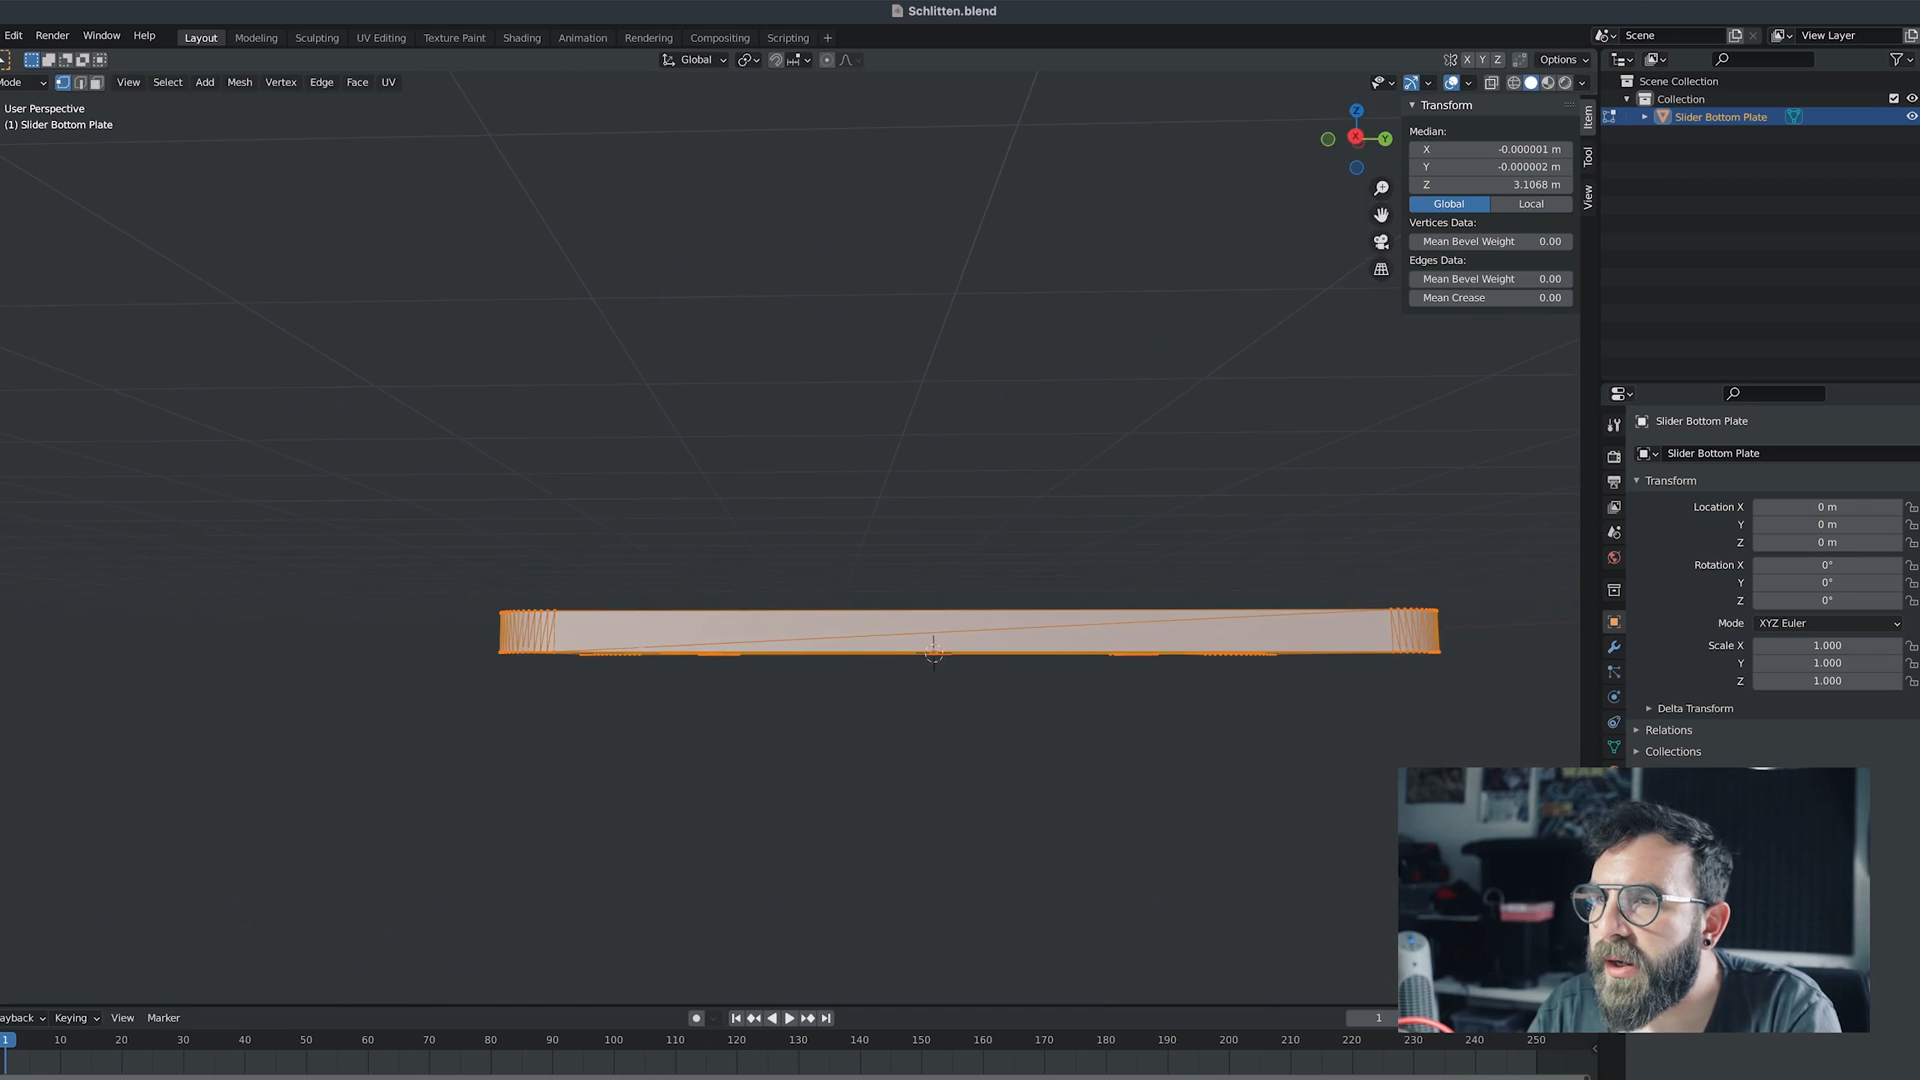 Schlitten.blend
Edit Render Window Help Layout Modeling Sculpting UV Editing Texture Paint Shading Animation Rendering Compositing Scripting + Scene View Layer
Global X Y Z Options
Mode View Select Add Mesh Vertex Edge Face UV
User Perspective
(1) Slider Bottom Plate
Z
X
Y
Transform
Median:
X -0.000001 m
Y -0.000002 m
Z 3.1068 m
Global Local
Vertices Data:
Mean Bevel Weight 0.00
Edges Data:
Mean Bevel Weight 0.00
Mean Crease 0.00
Item
Tool
View
Scene Collection
Collection
Slider Bottom Plate
Slider Bottom Plate
Slider Bottom Plate
Transform
Location X 0 m
Y 0 m
Z 0 m
Rotation X 0°
Y 0°
Z 0°
Mode XYZ Euler
Scale X 1.000
Y 1.000
Z 1.000
Delta Transform
Relations
Collections
ayback Keying View Marker 1
1 10 20 30 40 50 60 70 80 90 100 110 120 130 140 150 160 170 180 190 200 210 220 230 240 250